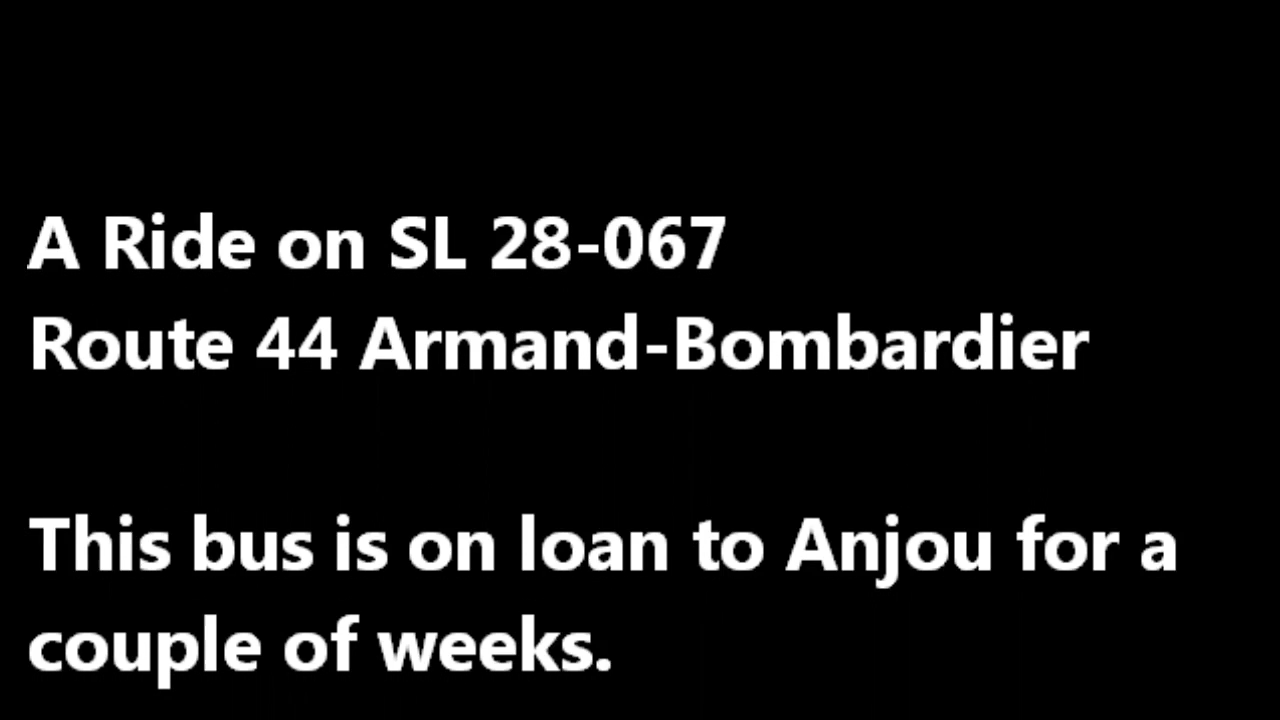 A Ride on SL 28-067
Route 44 Armand-Bombardier
This bus is on loan to Anjou for a
couple of weeks.